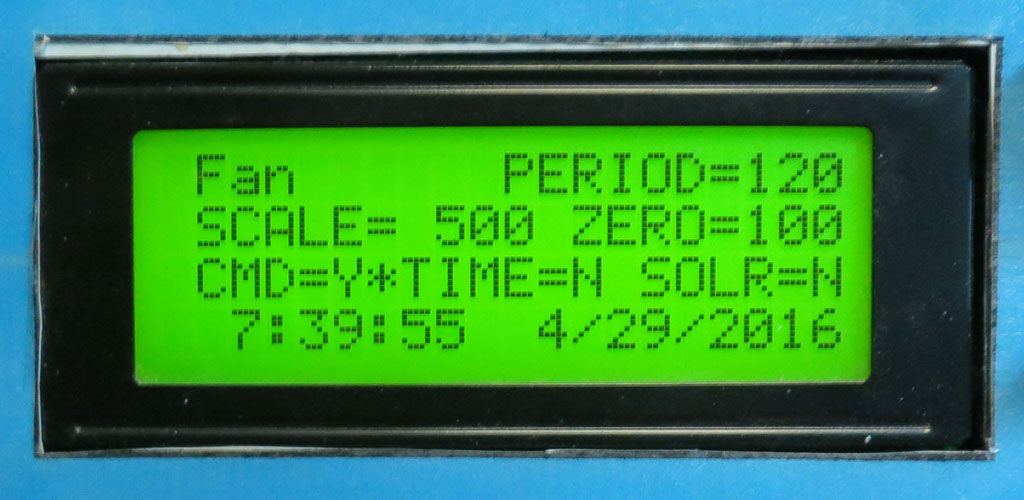 Fan PERIOD=120
SCALE= 500 ZERO=100
CMD=Y*TIME=N SOLR=N
7:39:55 4/29/2016